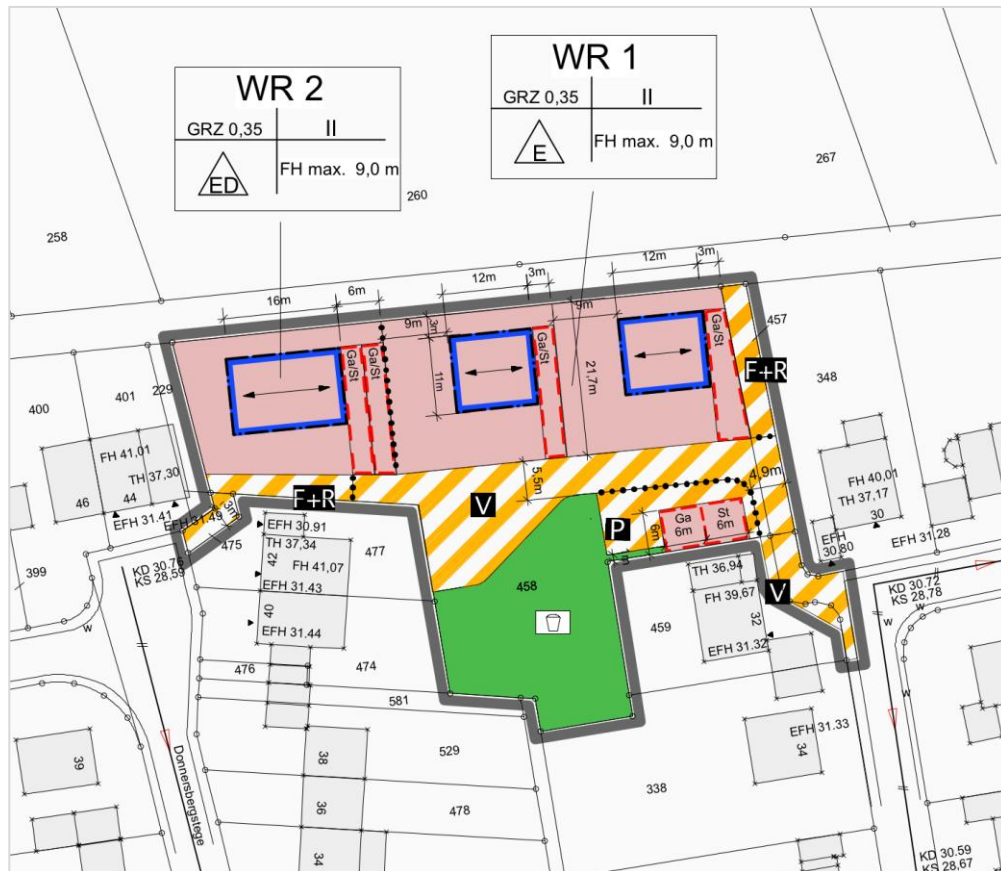 WR 2
GRZ 0,35
II
ED
FH max. 9,0 m
WR 1
GRZ 0,35
II
E
FH max. 9,0 m
267
260
258
12m
3m
12m
3m
16m
6m
9m
9m
3m
457
Ga/St
Ga/St
Ga/St
Ga/St
F+R
348
11m
21,7m
229
401
400
FH 41,01
TH 37,30
46
44
EFH 31.41
EFH 31.49
F+R
3m
5,5m
4,9m
V
FH 40,01
TH 37,17
30
EFH 31.28
EFH
30.80
P
6m
Ga
6m
St
6m
1m
EFH 30.91
TH 37,34
FH 41,07
42
477
475
399
KD 30.76
KS 28,59
EFH 31.43
40
EFH 31.44
458
TH 36,94
FH 39.67
V
KD 30.72
KS 28,78
w
w
w
w
459
32
EFH 31.32
476
474
581
EFH 31.33
34
529
38
39
Donnersbergstege
338
478
36
34
KD 30.59
KS 28,67